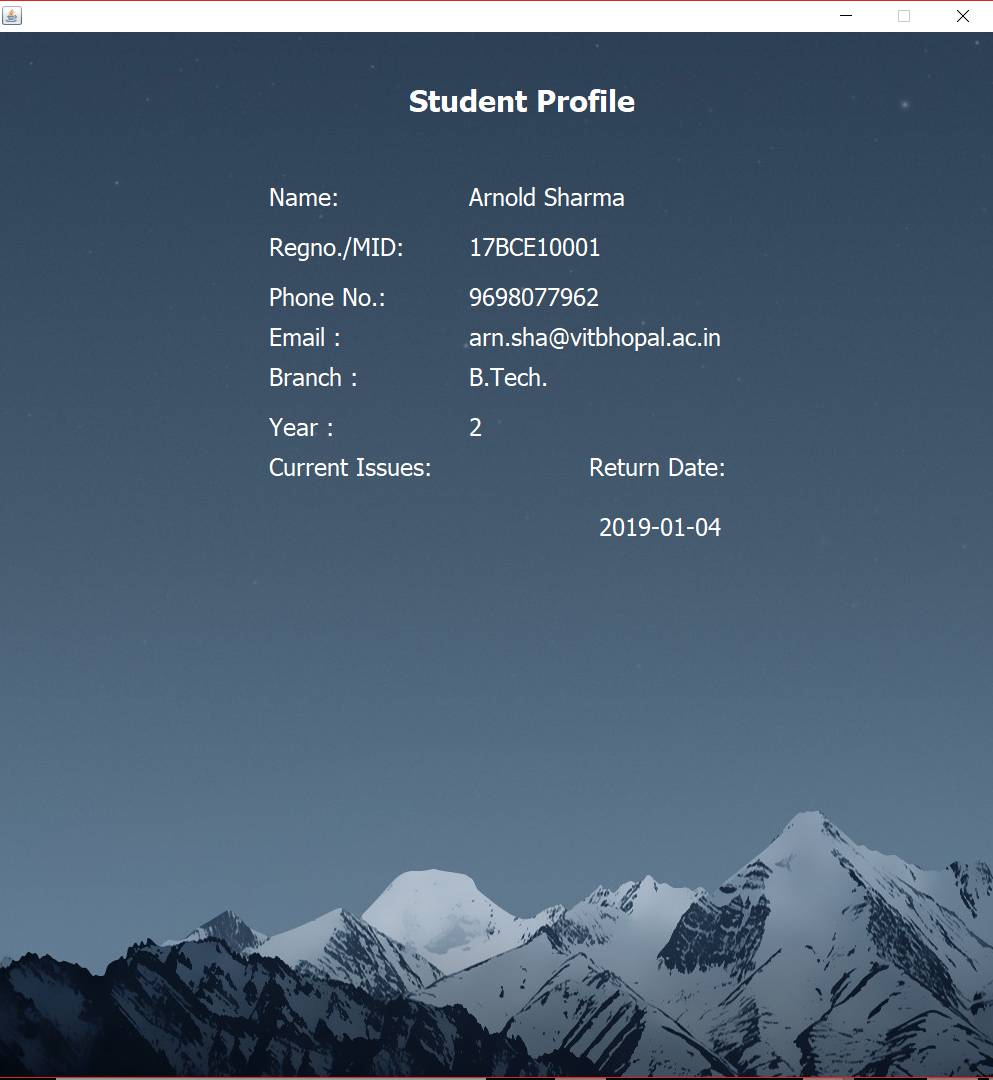 Student Profile
Name: Arnold Sharma
Regno./MID: 17BCE10001
Phone No.: 9698077962
Email : arn.sha@vitbhopal.ac.in
Branch : B.Tech.
Year : 2
Current Issues: Return Date:
2019-01-04